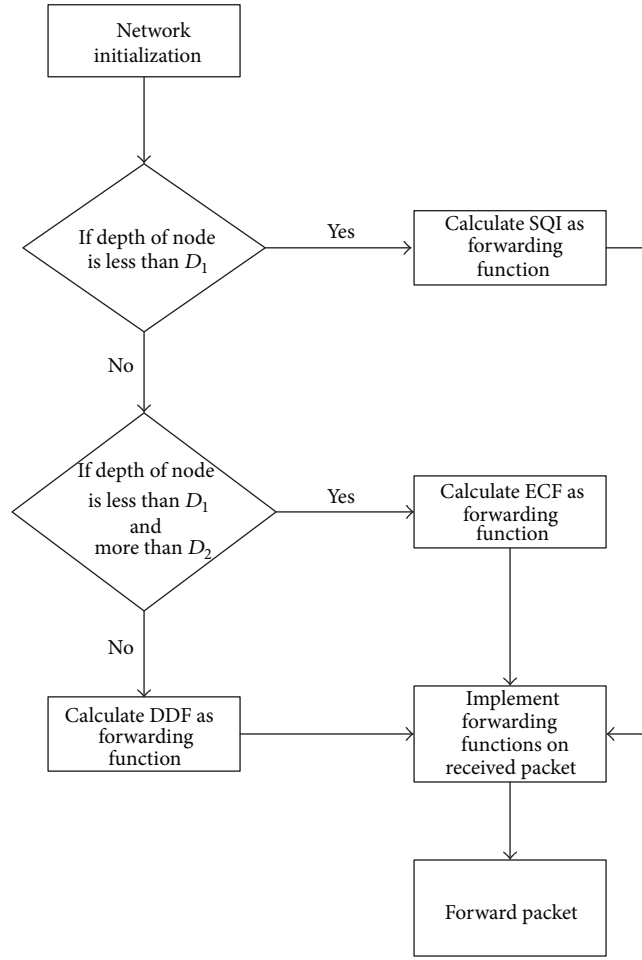 Network
initialization
If depth of node
is less than D₁
Yes
Calculate SQI as
forwarding
function
No
If depth of node
is less than D₁
and
more than D₂
Yes
Calculate ECF as
forwarding
function
No
Calculate DDF as
forwarding
function
Implement
forwarding
functions on
received packet
Forward packet